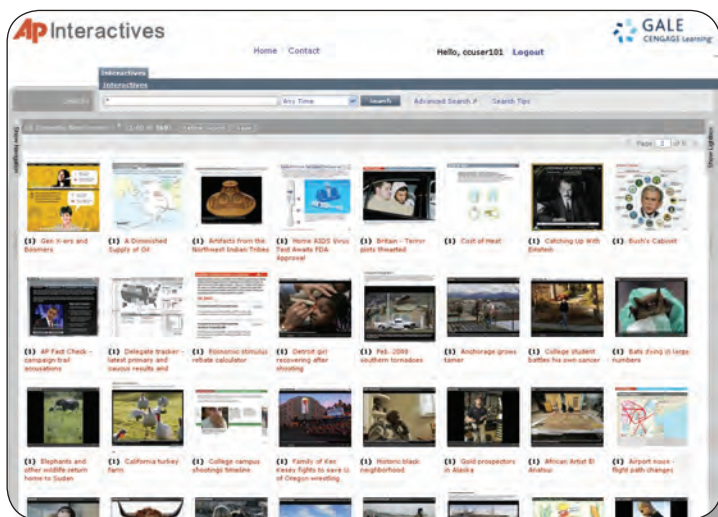 AP Interactives
GALE
CENGAGE Learning
Home Contact
Hello, ccuser101 Logout
Interactives
Interactives
Any Time
Search
Advanced Search
Search Tips
Show Navigation
Show Lightbox
Page
(1) Gen X-ers and
Boomers
(1) A Diminished
Supply of Oil
(1) Artifacts from the
Northwest Indian Tribes
(1) Home AIDS Virus
Test Awaits FDA
Approval
(1) Britain - Terror
plots thwarted
(1) Cost of Heat
(1) Catching Up With
Einstein
(1) Bush's Cabinet
(1) AP Fact Check -
campaign trail
accusations
(1) Delegate tracker -
latest primary and
caucus results and
(1) Economic stimulus
rebate calculator
(1) Detroit girl
recovering after
shooting
(1) Feb. 2008
southern tornadoes
(1) Anchorage grows
tamer
(1) College student
battles his own cancer
(1) Bats dying in large
numbers
(1) Elephants and
other wildlife return
home to Sudan
(1) California turkey
farm
(1) College campus
shootings timeline
(1) Family of Ken
Kesey fights to save U.
of Oregon wrestling
(1) Historic black
neighborhood
(1) Gold prospectors
in Alaska
(1) African Artist El
Anatsui
(1) Airport noise -
flight path changes